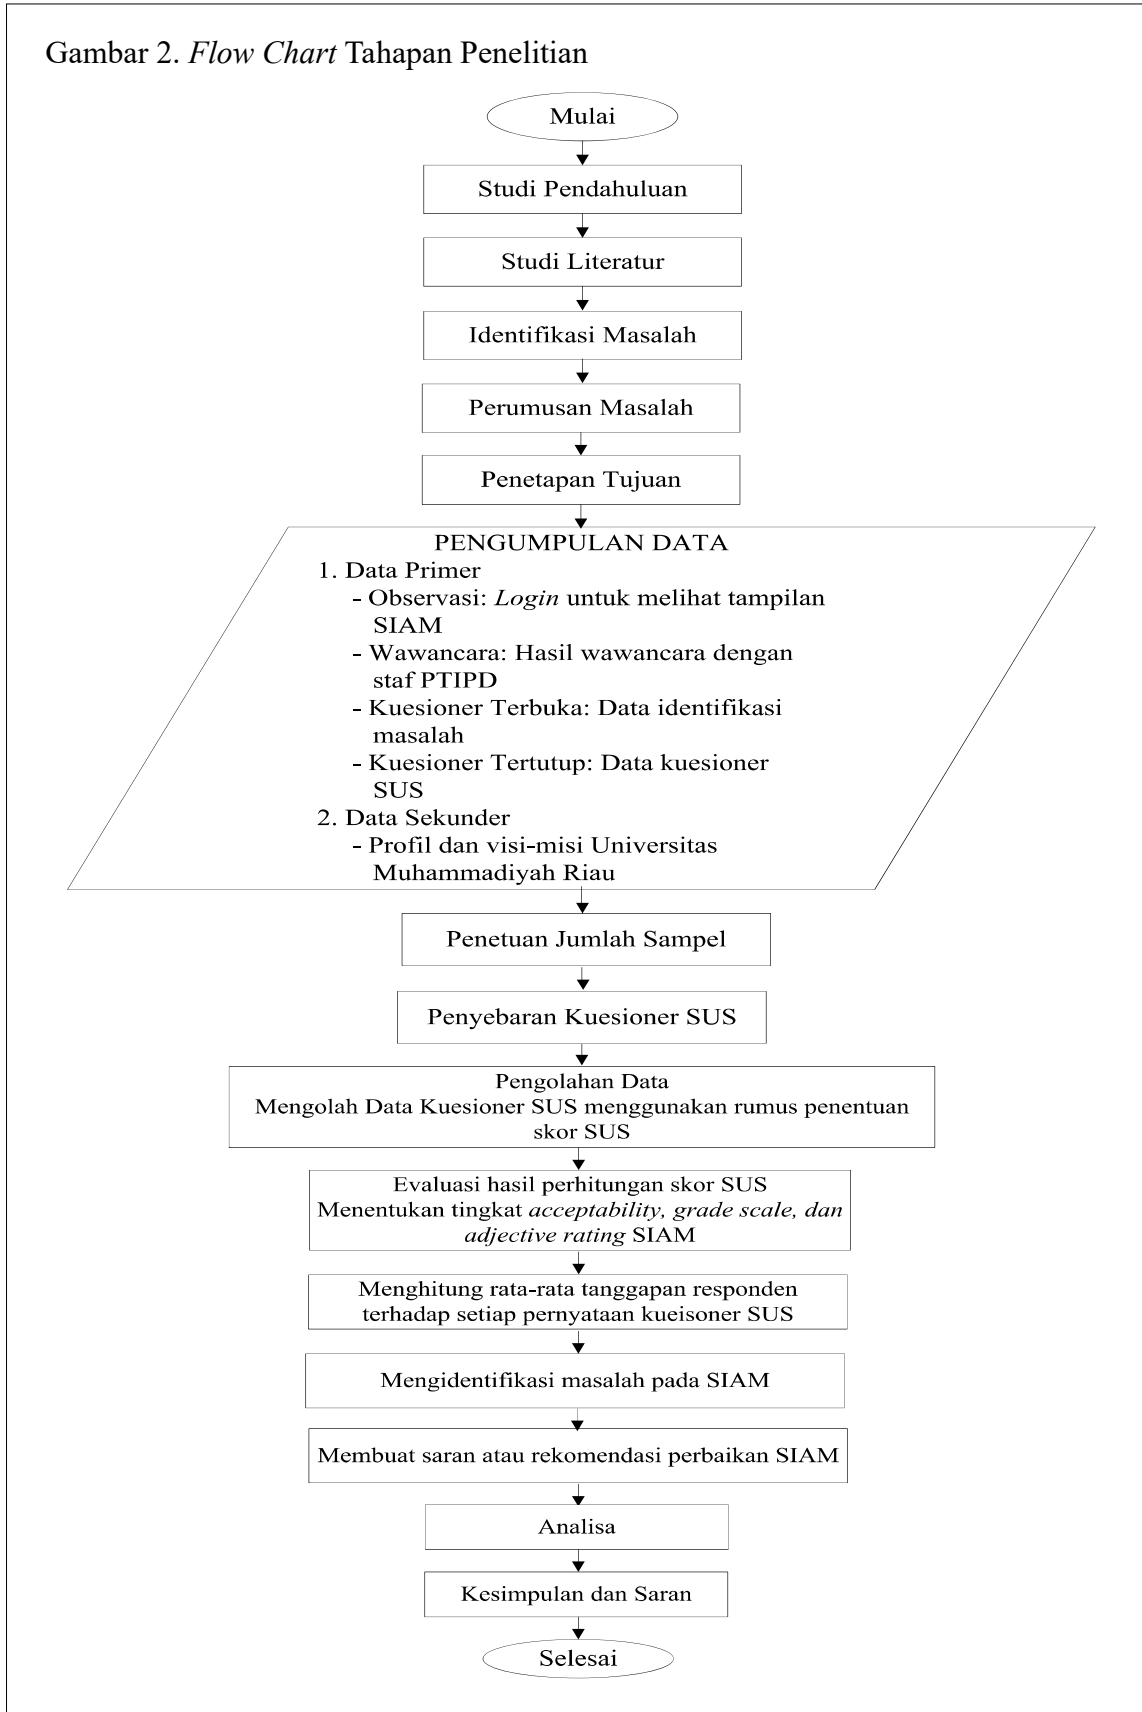 Gambar 2. Flow Chart Tahapan Penelitian
Mulai
Studi Pendahuluan
Studi Literatur
Identifikasi Masalah
Perumusan Masalah
Penetapan Tujuan
PENGUMPULAN DATA
1. Data Primer
- Observasi: Login untuk melihat tampilan
SIAM
- Wawancara: Hasil wawancara dengan
staf PTIPD
- Kuesioner Terbuka: Data identifikasi
masalah
- Kuesioner Tertutup: Data kuesioner
SUS
2. Data Sekunder
- Profil dan visi-misi Universitas
Muhammadiyah Riau
Penetuan Jumlah Sampel
Penyebaran Kuesioner SUS
Pengolahan Data
Mengolah Data Kuesioner SUS menggunakan rumus penentuan
skor SUS
Evaluasi hasil perhitungan skor SUS
Menentukan tingkat acceptability, grade scale, dan
adjective rating SIAM
Menghitung rata-rata tanggapan responden
terhadap setiap pernyataan kueisoner SUS
Mengidentifikasi masalah pada SIAM
Membuat saran atau rekomendasi perbaikan SIAM
Analisa
Kesimpulan dan Saran
Selesai